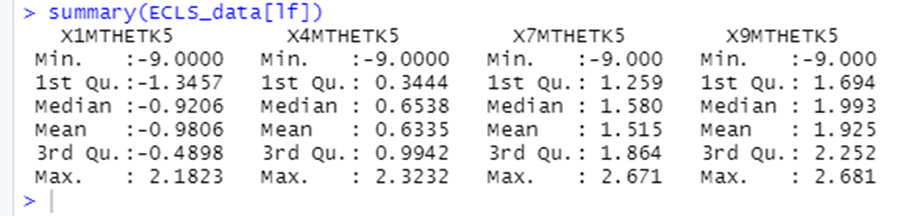 > summary(ECLS_data[lf])
X1MTHETK5 X4MTHETK5 X7MTHETK5 X9MTHETK5
Min. :-9.0000 Min. :-9.0000 Min. :-9.000 Min. :-9.000
1st Qu.:-1.3457 1st Qu.: 0.3444 1st Qu.: 1.259 1st Qu.: 1.694
Median :-0.9206 Median : 0.6538 Median : 1.580 Median : 1.993
Mean :-0.9806 Mean : 0.6335 Mean : 1.515 Mean : 1.925
3rd Qu.:-0.4898 3rd Qu.: 0.9942 3rd Qu.: 1.864 3rd Qu.: 2.252
Max. : 2.1823 Max. : 2.3232 Max. : 2.671 Max. : 2.681
>